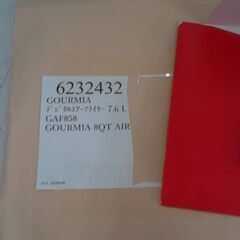 6232432
GOURMIA
ﾃﾞｼﾞﾀﾙｴｱｰﾌﾗｲﾔｰ 7.6 L
GAF858
GOURMIA 8QT AIR